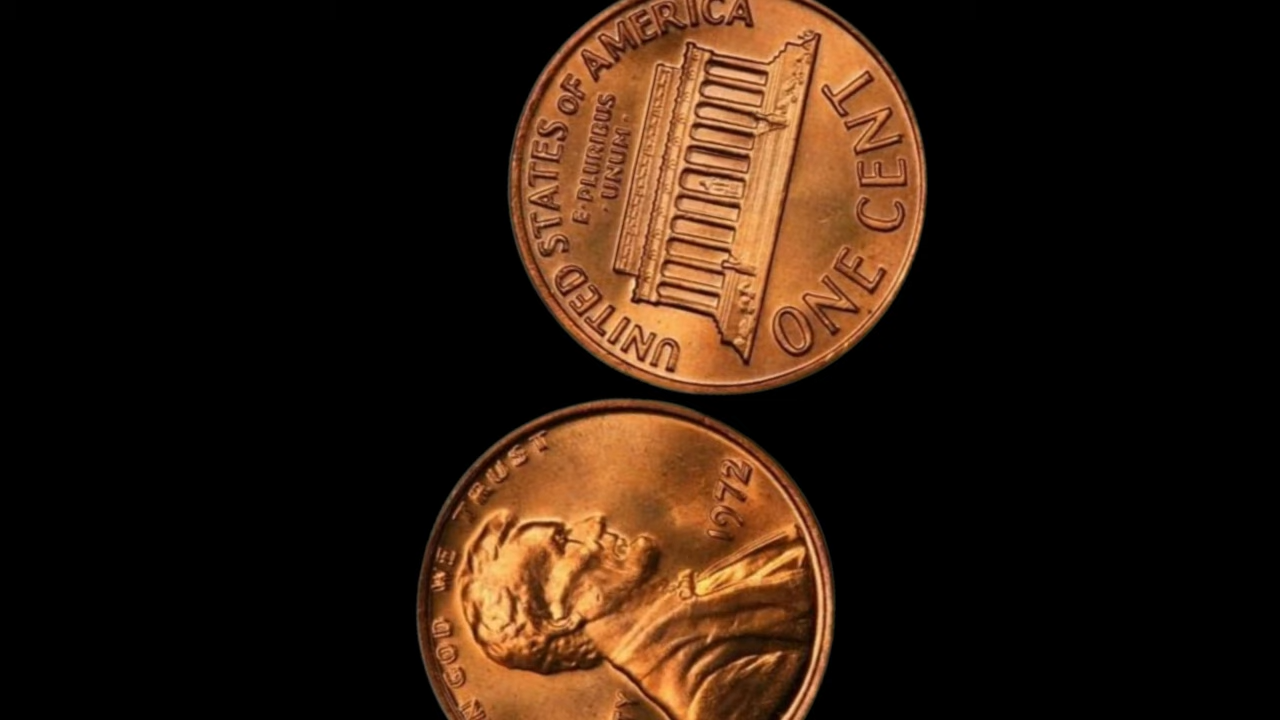 UNITED STATES OF AMERICA
E·PLURIBUS
·UNUM·
ONE CENT
IN GOD WE TRUST
1972